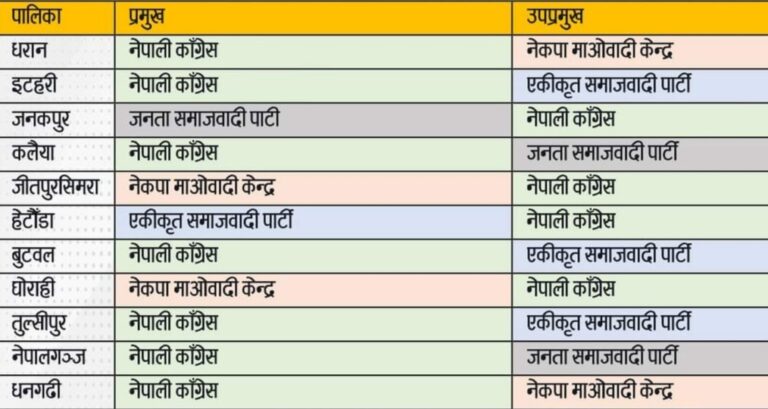 पालिका प्रमुख उपप्रमुख
धरान नेपाली काँग्रेस नेकपा माओवादी केन्द्र
इटहरी नेपाली काँग्रेस एकीकृत समाजवादी पार्टी
जनकपुर जनता समाजवादी पाटी नेपाली काँग्रेस
कलैया नेपाली काँग्रेस जनता समाजवादी पार्टी
जीतपुरसिमरा नेकपा माओवादी केन्द्र नेपाली काँग्रेस
हेटौँडा एकीकृत समाजवादी पार्टी नेपाली काँग्रेस
बुटवल नेपाली काँग्रेस एकीकृत समाजवादी पार्टी
घोराही नेकपा माओवादी केन्द्र नेपाली काँग्रेस
तुल्सीपुर नेपाली काँग्रेस एकीकृत समाजवादी पार्टी
नेपालगञ्ज नेपाली काँग्रेस जनता समाजवादी पार्टी
धनगढी नेपाली काँग्रेस नेकपा माओवादी केन्द्र